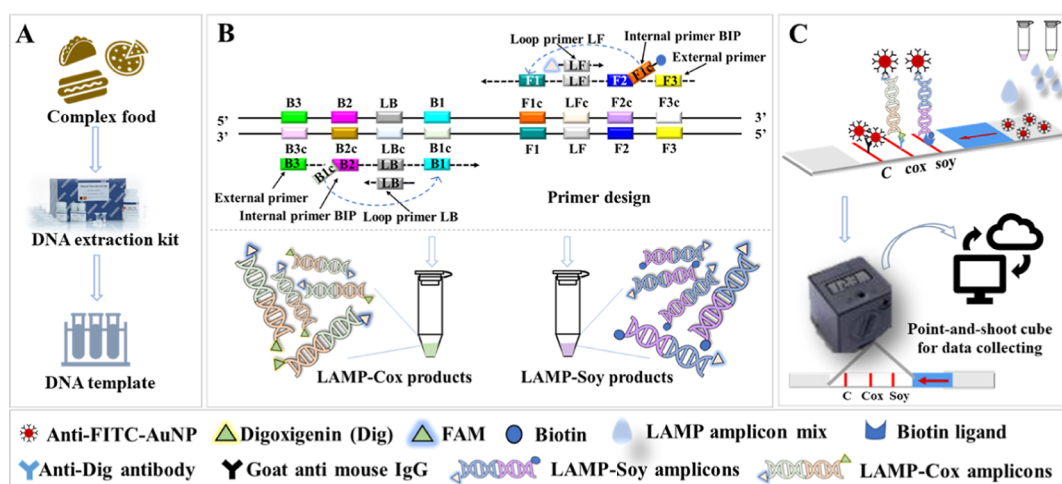 A
Complex food
DNA extraction kit
DNA template
B
Loop primer LF
Internal primer BIP
External primer
F1
LF
LF
F2
F1c
F3
B3
B2
LB
B1
F1c
LFc
F2c
F3c
5'
3'
3'
5'
B3c
B2c
LBc
B1c
F1
LF
F2
F3
B3
B1c
B2
LB
B1
LB
External primer
Internal primer BIP
Loop primer LB
Primer design
LAMP-Cox products
LAMP-Soy products
C
C
cox
soy
Point-and-shoot cube
for data collecting
C
Cox
Soy
Anti-FITC-AuNP
Digoxigenin (Dig)
FAM
Biotin
LAMP amplicon mix
Biotin ligand
Anti-Dig antibody
Goat anti mouse IgG
LAMP-Soy amplicons
LAMP-Cox amplicons